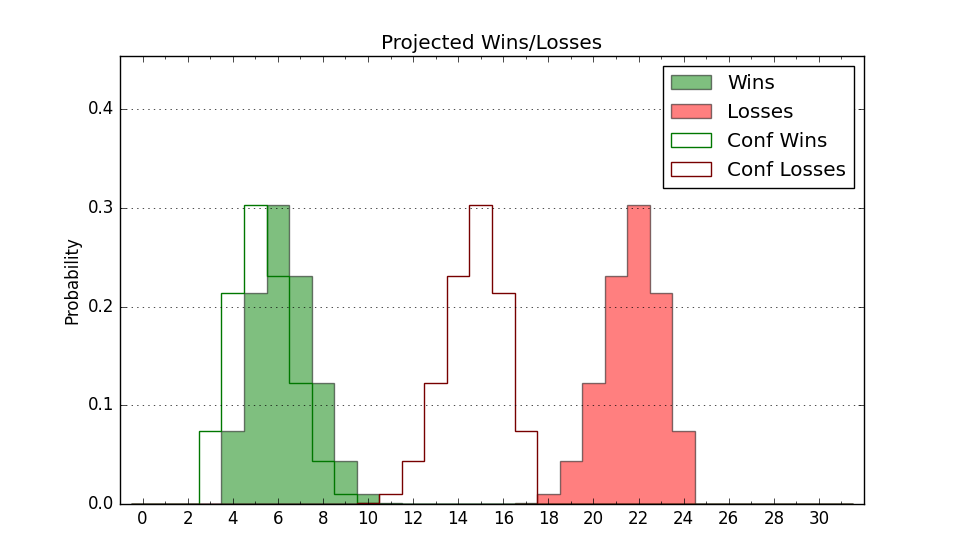 Projected Wins/Losses
Wins
Losses
Conf Wins
Conf Losses
Probability
0.4
0.3
0.2
0.1
0.0
0 2 4 6 8 10 12 14 16 18 20 22 24 26 28 30